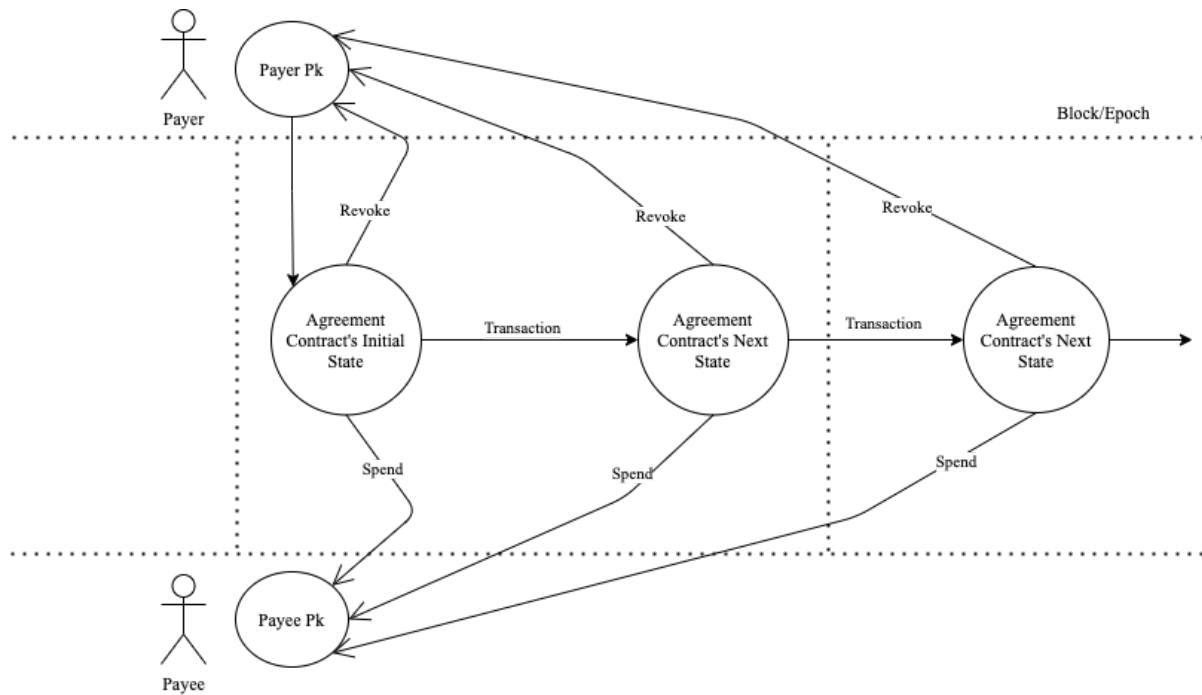 Payer Pk
Payer
Block/Epoch
Revoke
Revoke
Revoke
Agreement
Contract's Initial
State
Transaction
Agreement
Contract's Next
State
Transaction
Agreement
Contract's Next
State
Spend
Spend
Spend
Payee Pk
Payee